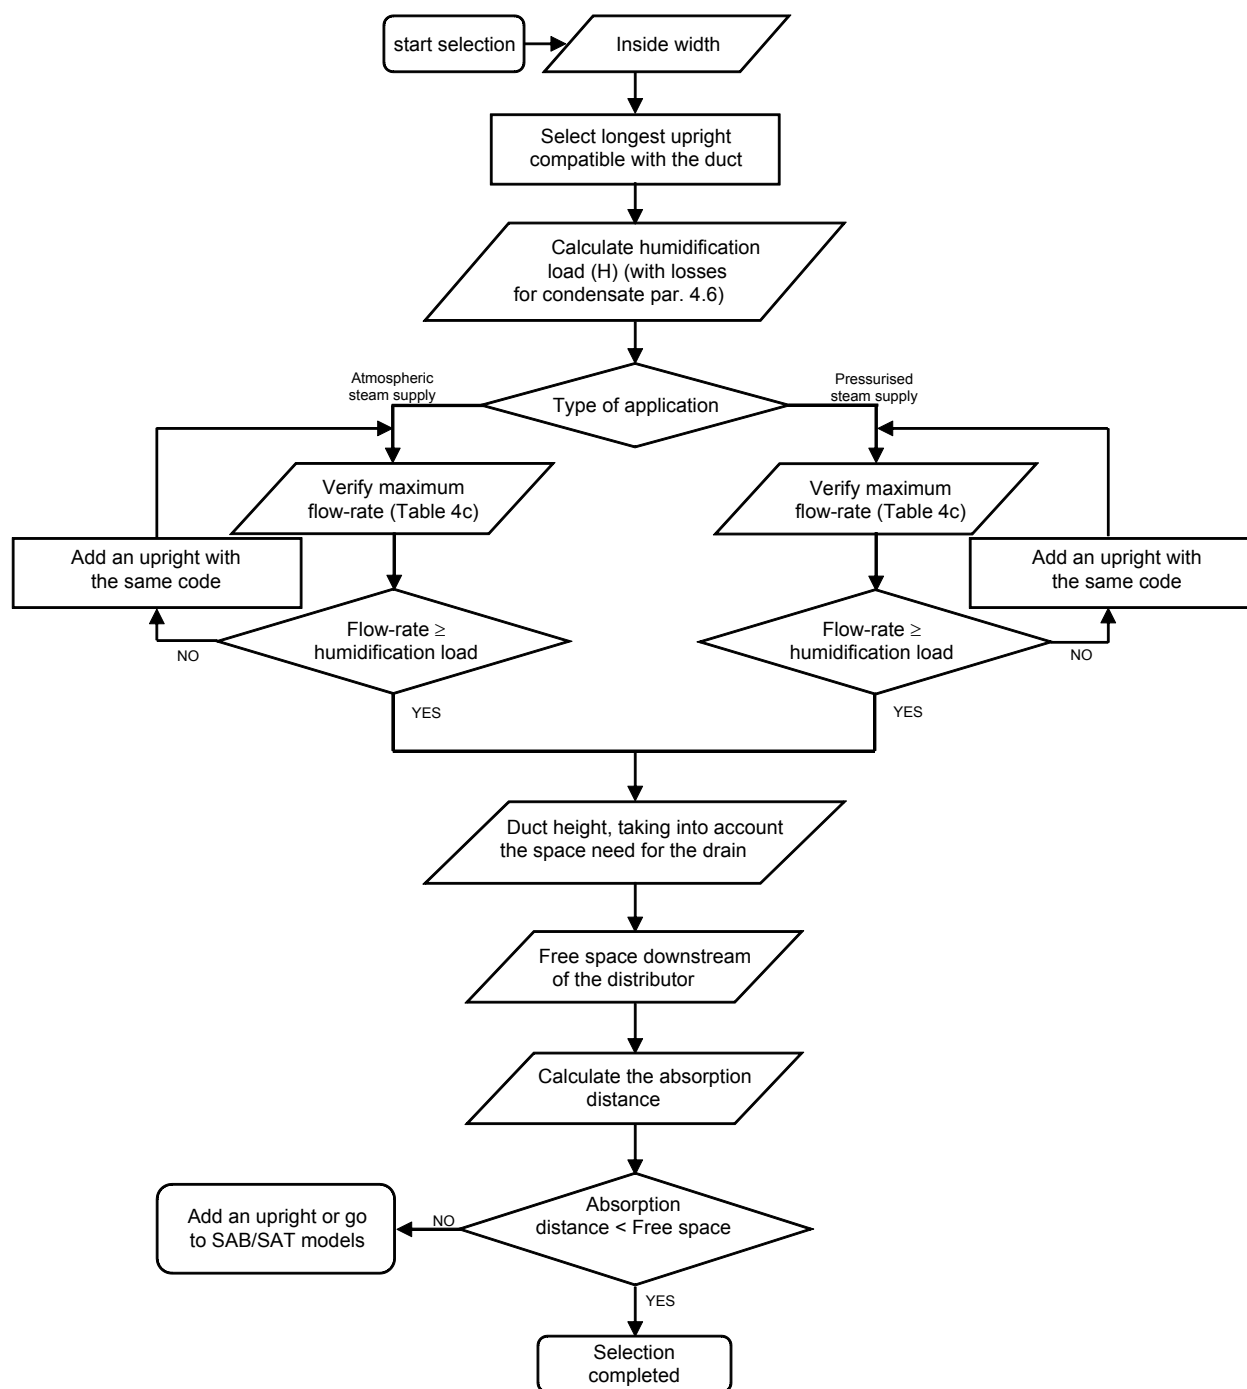 start selection
Inside width
Select longest upright
compatible with the duct
Calculate humidification
load (H) (with losses
for condensate par. 4.6)
Atmospheric
steam supply
Type of application
Pressurised
steam supply
Verify maximum
flow-rate (Table 4c)
Verify maximum
flow-rate (Table 4c)
Add an upright with
the same code
Add an upright with
the same code
Flow-rate ≥
humidification load
NO
Flow-rate ≥
humidification load
NO
YES
YES
Duct height, taking into account
the space need for the drain
Free space downstream
of the distributor
Calculate the absorption
distance
Absorption
distance < Free space
NO
Add an upright or go
to SAB/SAT models
YES
Selection
completed